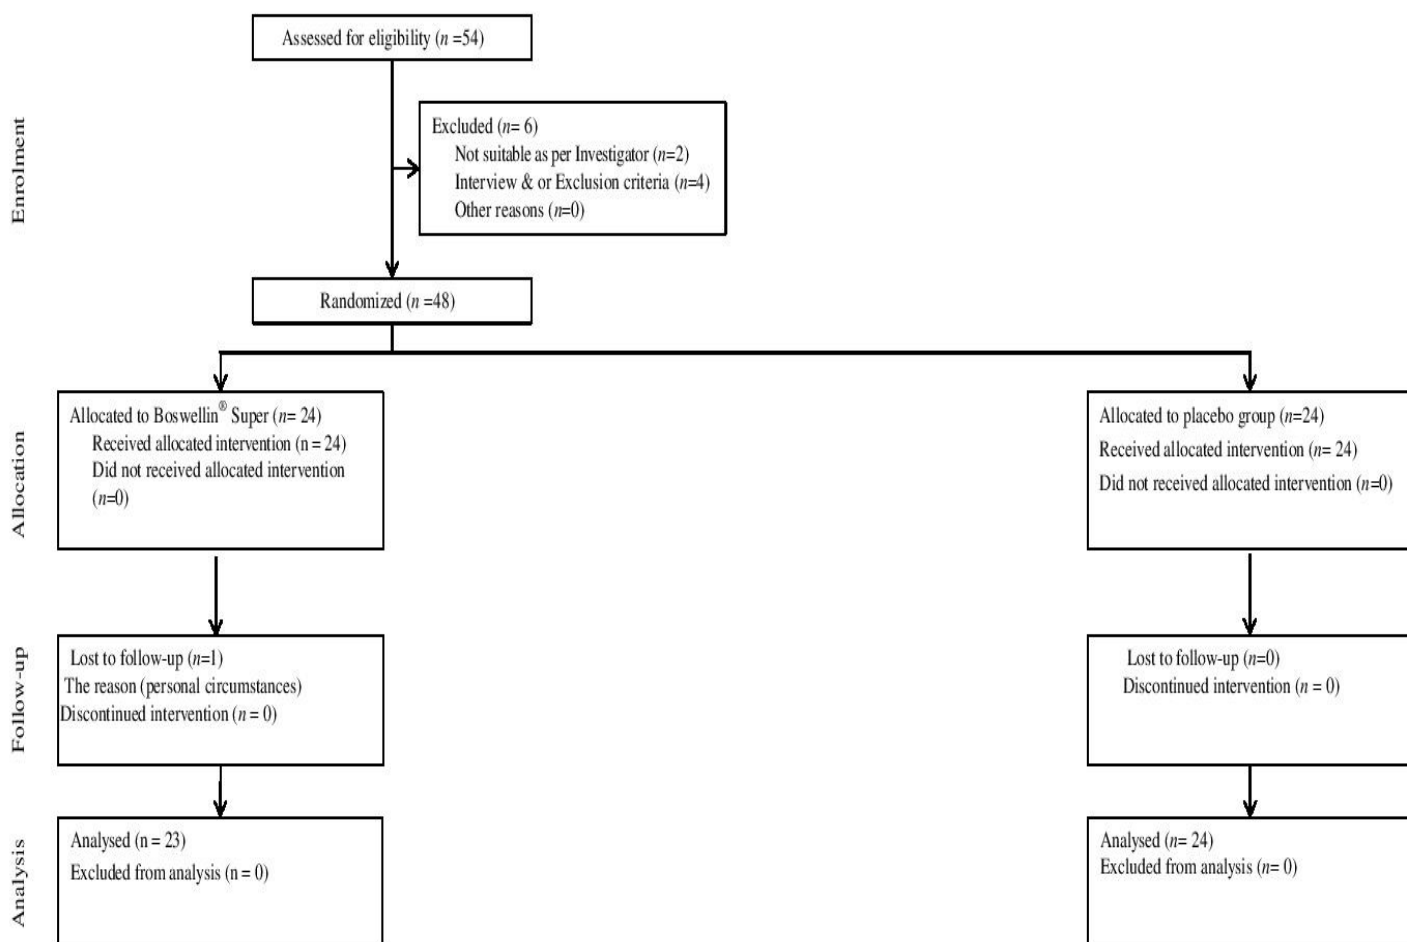 Assessed for eligibility (n =54)
Enrolment
Excluded (n= 6)
Not suitable as per Investigator (n=2)
Interview & or Exclusion criteria (n=4)
Other reasons (n=0)
Randomized (n =48)
Allocation
Allocated to Boswellin® Super (n= 24)
Received allocated intervention (n = 24)
Did not received allocated intervention
(n=0)
Allocated to placebo group (n=24)
Received allocated intervention (n= 24)
Did not received allocated intervention (n=0)
Follow-up
Lost to follow-up (n=1)
The reason (personal circumstances)
Discontinued intervention (n = 0)
Lost to follow-up (n=0)
Discontinued intervention (n = 0)
Analysis
Analysed (n = 23)
Excluded from analysis (n = 0)
Analysed (n= 24)
Excluded from analysis (n= 0)